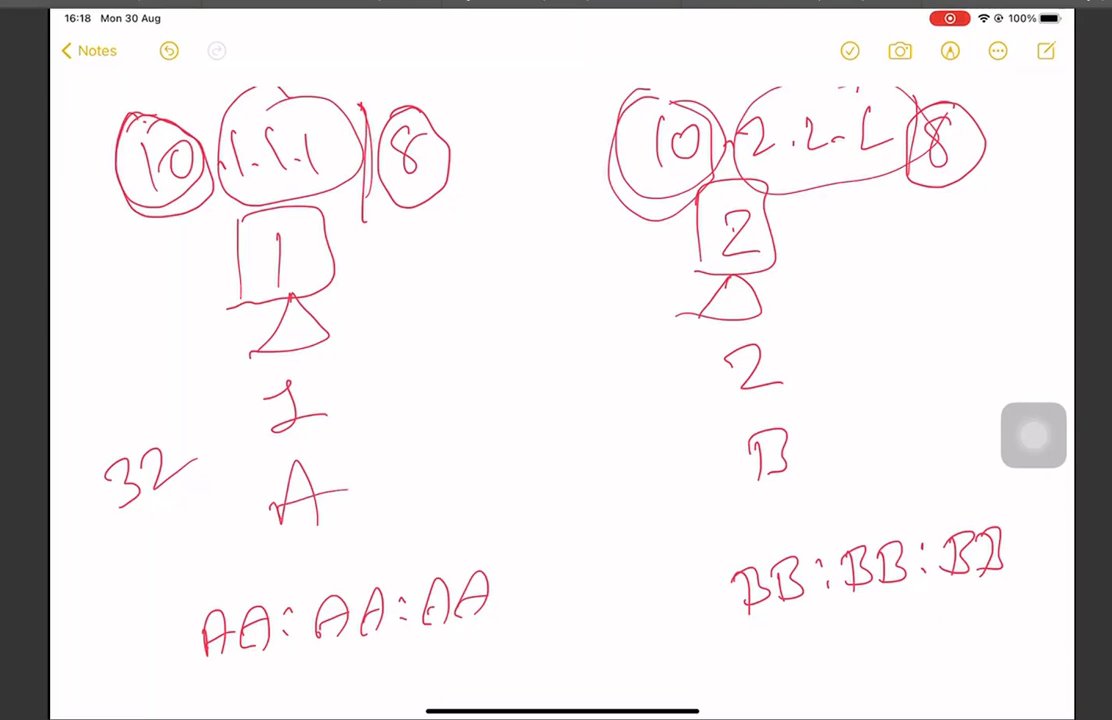 16:18 Mon 30 Aug 100%
Notes
10.1.1.1 8 10.2.2.2 8
1 2
1 2
A B
32
AA:AA:AA BB:BB:BB